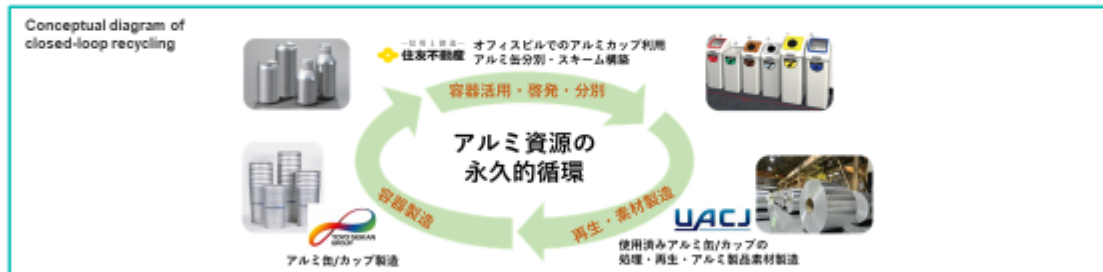 Conceptual diagram of
closed-loop recycling
住友不動産
オフィスビルでのアルミカップ利用
アルミ缶分別・スキーム構築
容器活用・啓発・分別
アルミ資源の
永久的循環
容器製造
再生・素材製造
TOYO SEIKAN
GROUP
アルミ缶/カップ製造
UACJ
使用済みアルミ缶/カップの
処理・再生・アルミ製品素材製造